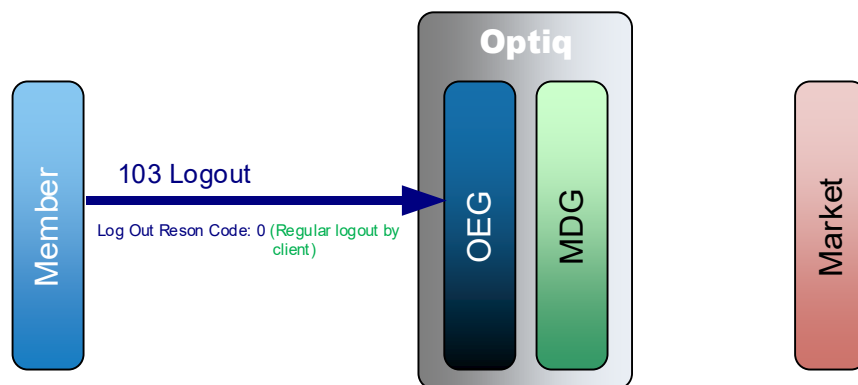 Optiq
Member
103 Logout
Log Out Reson Code: 0 (Regular logout by
client)
OEG
MDG
Market